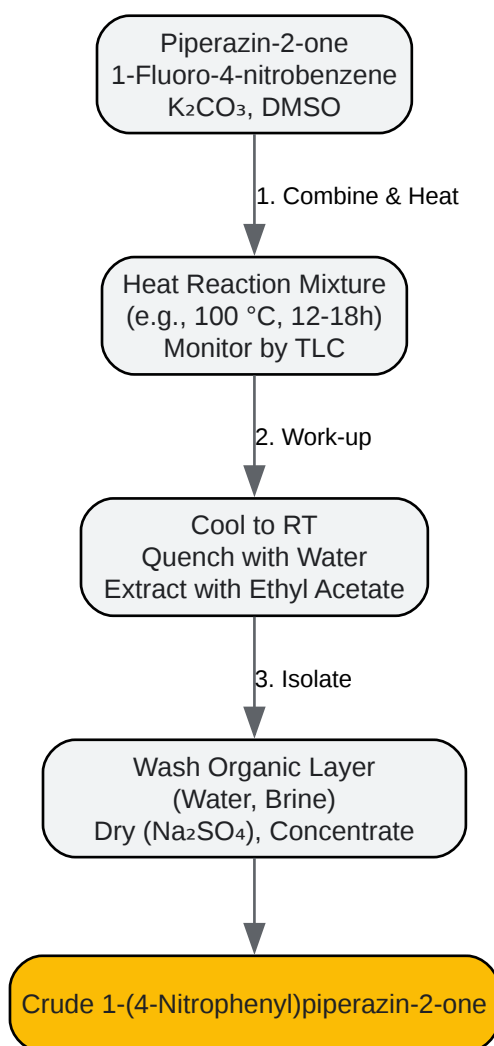 Piperazin-2-one
1-Fluoro-4-nitrobenzene
K₂CO₃, DMSO
1. Combine & Heat
Heat Reaction Mixture
(e.g., 100 °C, 12-18h)
Monitor by TLC
2. Work-up
Cool to RT
Quench with Water
Extract with Ethyl Acetate
3. Isolate
Wash Organic Layer
(Water, Brine)
Dry (Na₂SO₄), Concentrate
Crude 1-(4-Nitrophenyl)piperazin-2-one